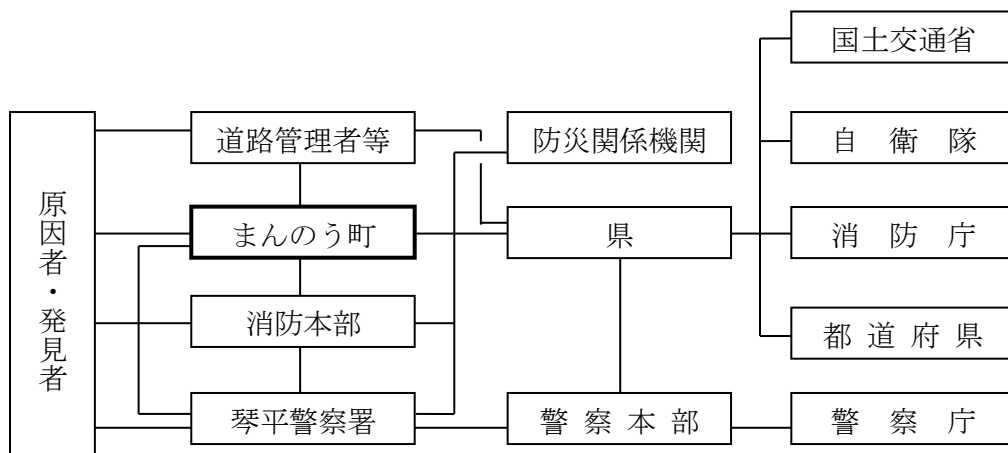 国土交通省
道路管理者等
防災関係機関
自衛隊
原因者・発見者
まんのう町
県
消防庁
消防本部
都道府県
琴平警察署
警察本部
警察庁